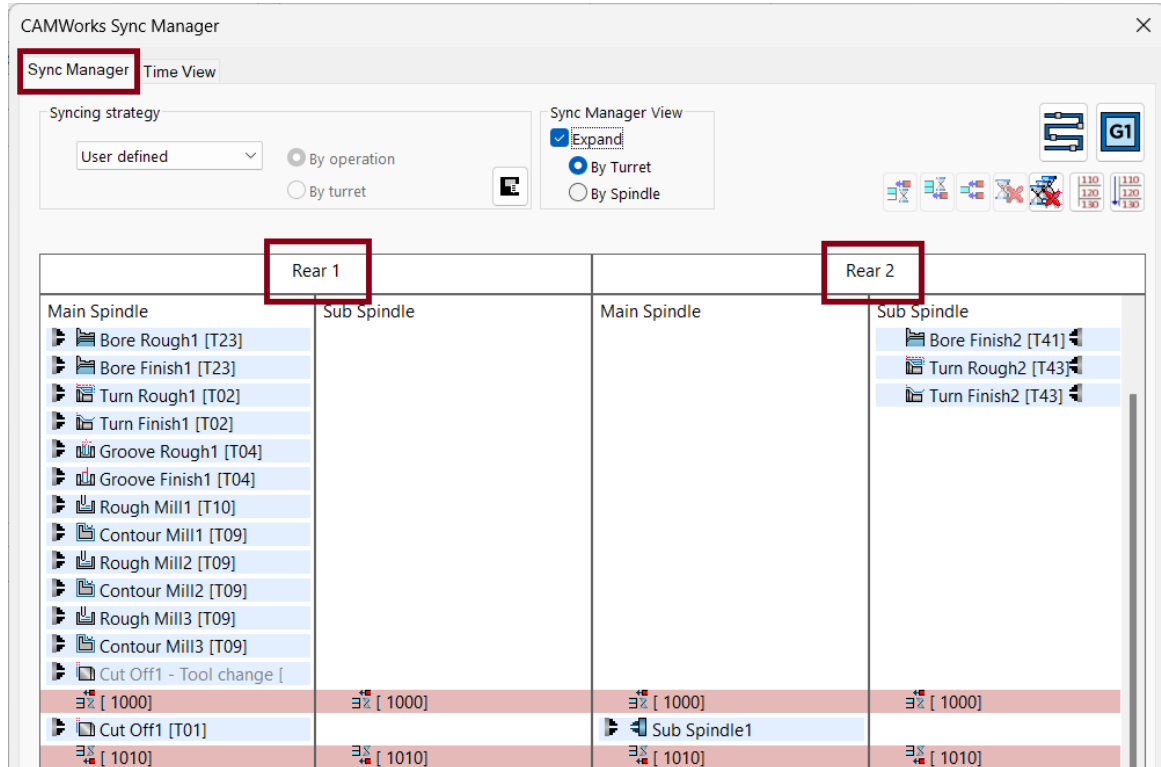 CAMWorks Sync Manager
Sync Manager Time View
Syncing strategy
User defined
By operation
By turret
Sync Manager View
Expand
By Turret
By Spindle
G1
110
120
130
110
120
130
Rear 1 Rear 2
Main Spindle Sub Spindle Main Spindle Sub Spindle
Bore Rough1 [T23] Bore Finish2 [T41]
Bore Finish1 [T23] Turn Rough2 [T43]
Turn Rough1 [T02] Turn Finish2 [T43]
Turn Finish1 [T02]
Groove Rough1 [T04]
Groove Finish1 [T04]
Rough Mill1 [T10]
Contour Mill1 [T09]
Rough Mill2 [T09]
Contour Mill2 [T09]
Rough Mill3 [T09]
Contour Mill3 [T09]
Cut Off1 - Tool change [
[ 1000] [ 1000] [ 1000] [ 1000]
Cut Off1 [T01] Sub Spindle1
[ 1010] [ 1010] [ 1010] [ 1010]